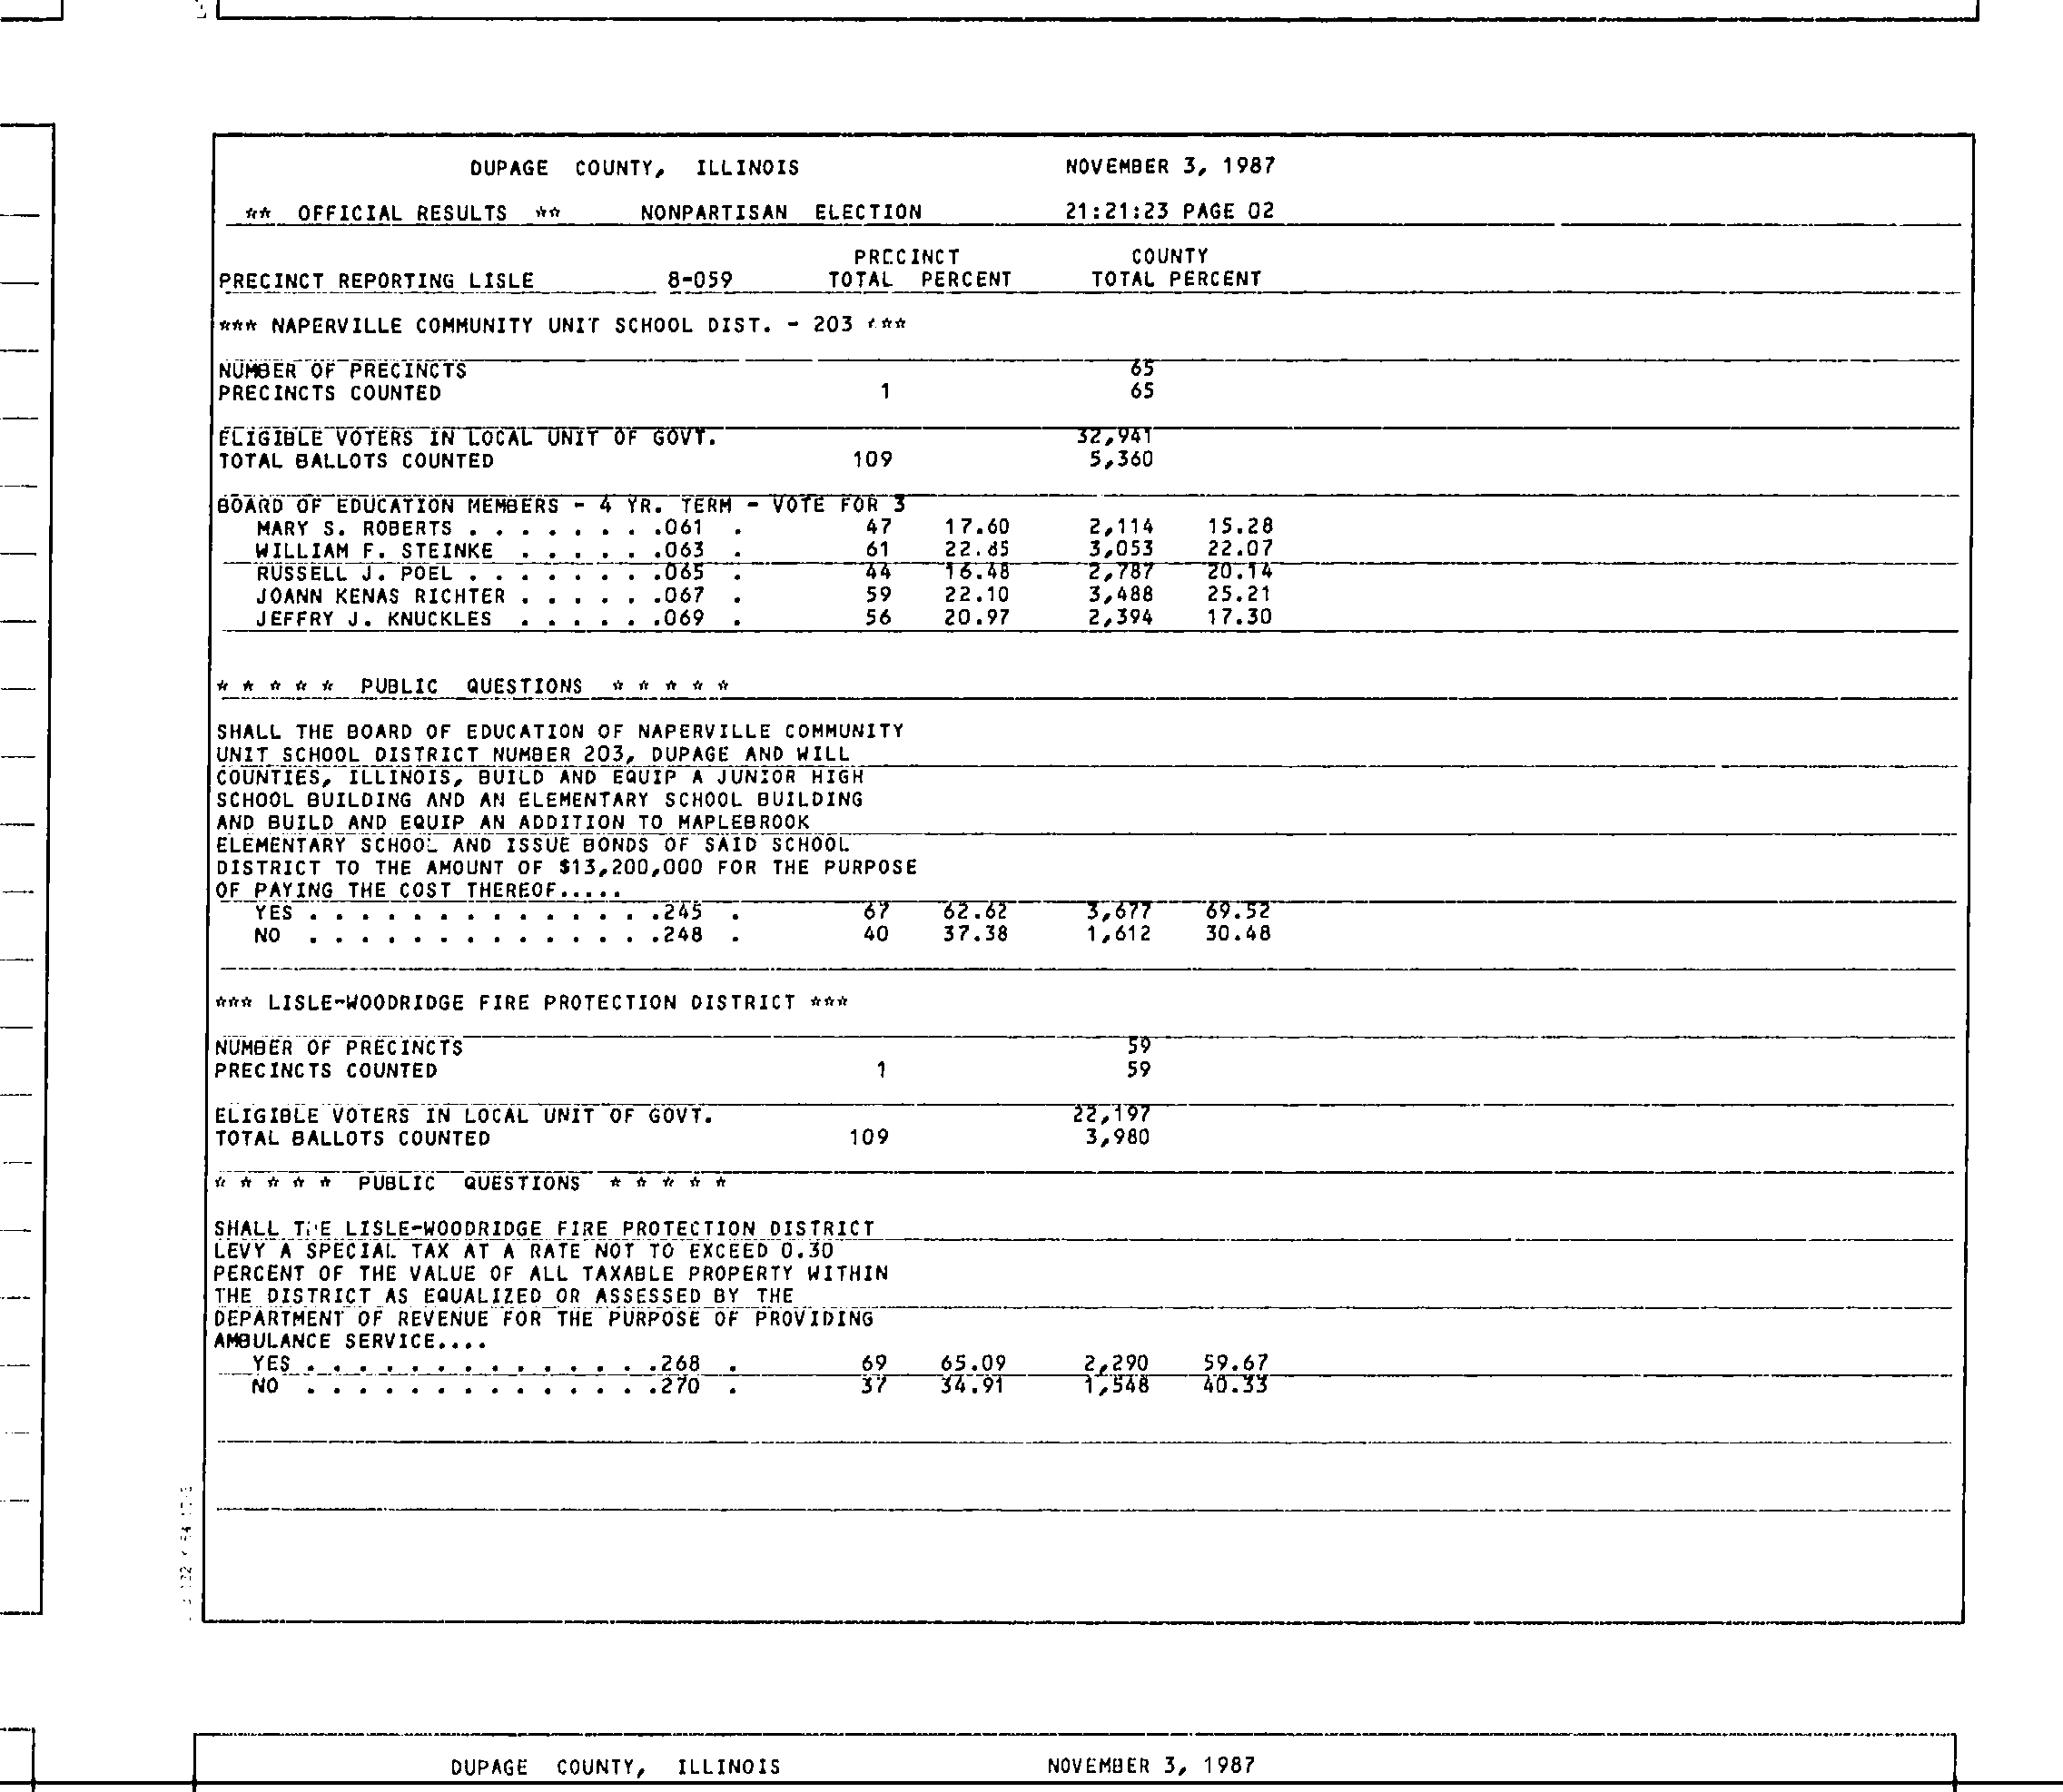 DUPAGE COUNTY, ILLINOIS NOVEMBER 3, 1987
** OFFICIAL RESULTS ** NONPARTISAN ELECTION 21:21:23 PAGE 02
PRECINCT COUNTY
PRECINCT REPORTING LISLE 8-059 TOTAL PERCENT TOTAL PERCENT
*** NAPERVILLE COMMUNITY UNIT SCHOOL DIST. - 203 ***
NUMBER OF PRECINCTS 65
PRECINCTS COUNTED 1 65
ELIGIBLE VOTERS IN LOCAL UNIT OF GOVT. 32,941
TOTAL BALLOTS COUNTED 109 5,360
BOARD OF EDUCATION MEMBERS - 4 YR. TERM - VOTE FOR 3
MARY S. ROBERTS . . . . . . . .061 . 47 17.60 2,114 15.28
WILLIAM F. STEINKE . . . . . .063 . 61 22.85 3,053 22.07
RUSSELL J. POEL . . . . . . . .065 . 44 16.48 2,787 20.14
JOANN KENAS RICHTER . . . . . .067 . 59 22.10 3,488 25.21
JEFFRY J. KNUCKLES . . . . . .069 . 56 20.97 2,394 17.30
* * * * * PUBLIC QUESTIONS * * * * *
SHALL THE BOARD OF EDUCATION OF NAPERVILLE COMMUNITY
UNIT SCHOOL DISTRICT NUMBER 203, DUPAGE AND WILL
COUNTIES, ILLINOIS, BUILD AND EQUIP A JUNIOR HIGH
SCHOOL BUILDING AND AN ELEMENTARY SCHOOL BUILDING
AND BUILD AND EQUIP AN ADDITION TO MAPLEBROOK
ELEMENTARY SCHOOL AND ISSUE BONDS OF SAID SCHOOL
DISTRICT TO THE AMOUNT OF $13,200,000 FOR THE PURPOSE
OF PAYING THE COST THEREOF.....
YES . . . . . . . . . . . . . .245 . 67 62.62 3,677 69.52
NO . . . . . . . . . . . . . .248 . 40 37.38 1,612 30.48
*** LISLE-WOODRIDGE FIRE PROTECTION DISTRICT ***
NUMBER OF PRECINCTS 59
PRECINCTS COUNTED 1 59
ELIGIBLE VOTERS IN LOCAL UNIT OF GOVT. 22,197
TOTAL BALLOTS COUNTED 109 3,980
* * * * * PUBLIC QUESTIONS * * * * *
SHALL THE LISLE-WOODRIDGE FIRE PROTECTION DISTRICT
LEVY A SPECIAL TAX AT A RATE NOT TO EXCEED 0.30
PERCENT OF THE VALUE OF ALL TAXABLE PROPERTY WITHIN
THE DISTRICT AS EQUALIZED OR ASSESSED BY THE
DEPARTMENT OF REVENUE FOR THE PURPOSE OF PROVIDING
AMBULANCE SERVICE....
YES . . . . . . . . . . . . . .268 . 69 65.09 2,290 59.67
NO . . . . . . . . . . . . . .270 . 37 34.91 1,548 40.33
DUPAGE COUNTY, ILLINOIS NOVEMBER 3, 1987